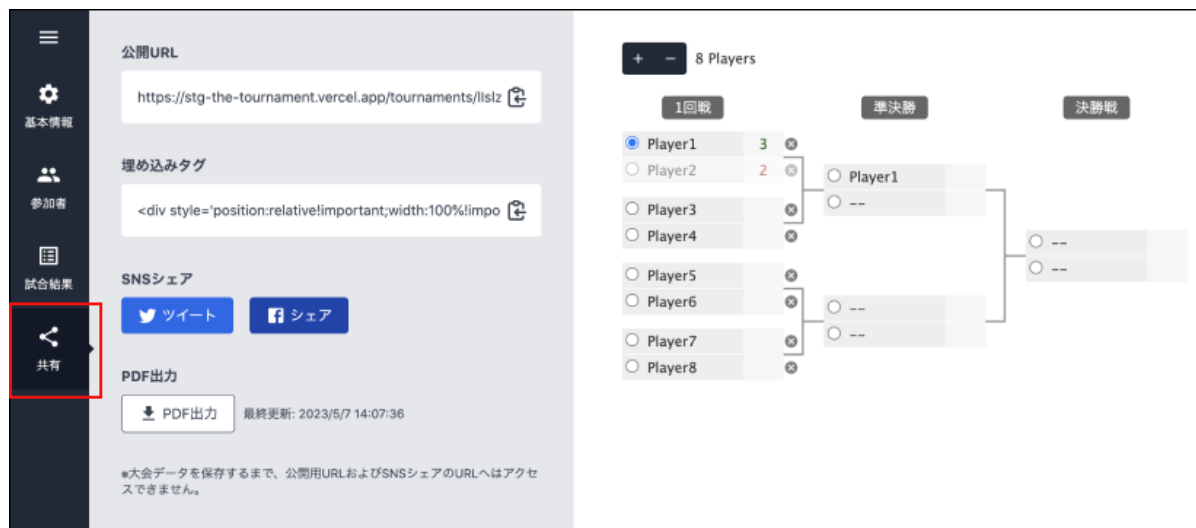 基本情報
参加者
試合結果
共有
公開URL
https://stg-the-tournament.vercel.app/tournaments/llslz
埋め込みタグ
<div style='position:relative!important;width:100%!impo
SNSシェア
ツイート
シェア
PDF出力
PDF出力
最終更新: 2023/5/7 14:07:36
※大会データを保存するまで、公開用URLおよびSNSシェアのURLへはアクセ
スできません。
+ − 8 Players
1回戦
Player1 3
Player2 2
Player3
Player4
Player5
Player6
Player7
Player8
準決勝
Player1
--
--
--
決勝戦
--
--